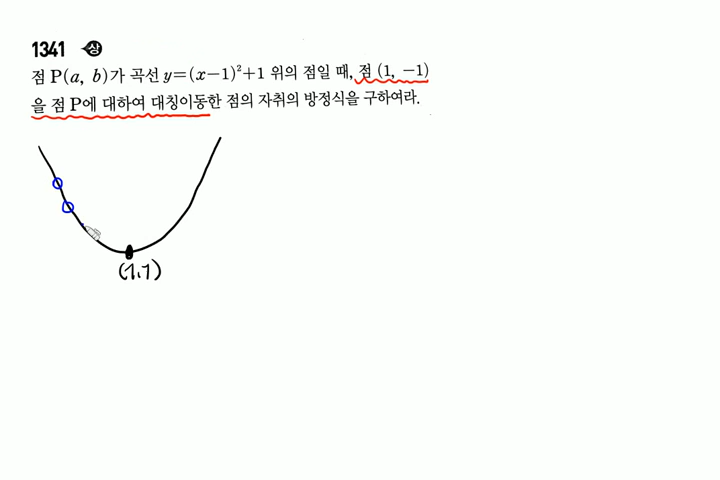 1341 상
점 P(a, b)가 곡선 y=(x-1)²+1 위의 점일 때, 점 (1, -1)
을 점 P에 대하여 대칭이동한 점의 자취의 방정식을 구하여라.
(1,1)